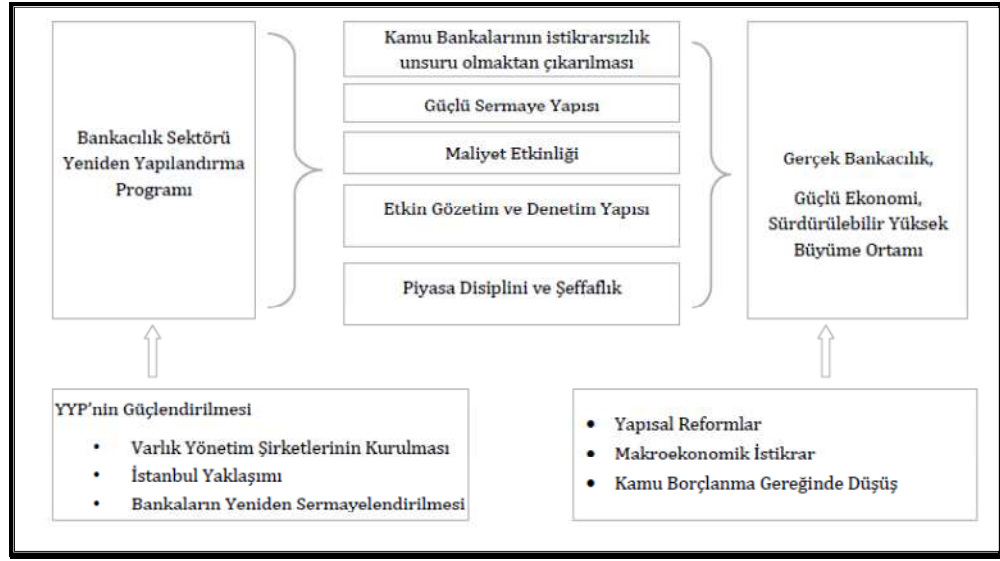 Bankacılık Sektörü
Yeniden Yapılandırma
Programı
Kamu Bankalarının istikrarsızlık
unsuru olmaktan çıkarılması
Güçlü Sermaye Yapısı
Maliyet Etkinliği
Etkin Gözetim ve Denetim Yapısı
Piyasa Disiplini ve Şeffaflık
Gerçek Bankacılık,
Güçlü Ekonomi,
Sürdürülebilir Yüksek
Büyüme Ortamı
YYP'nin Güçlendirilmesi
• Varlık Yönetim Şirketlerinin Kurulması
• İstanbul Yaklaşımı
• Bankaların Yeniden Sermayelendirilmesi
• Yapısal Reformlar
• Makroekonomik İstikrar
• Kamu Borçlanma Gereğinde Düşüş